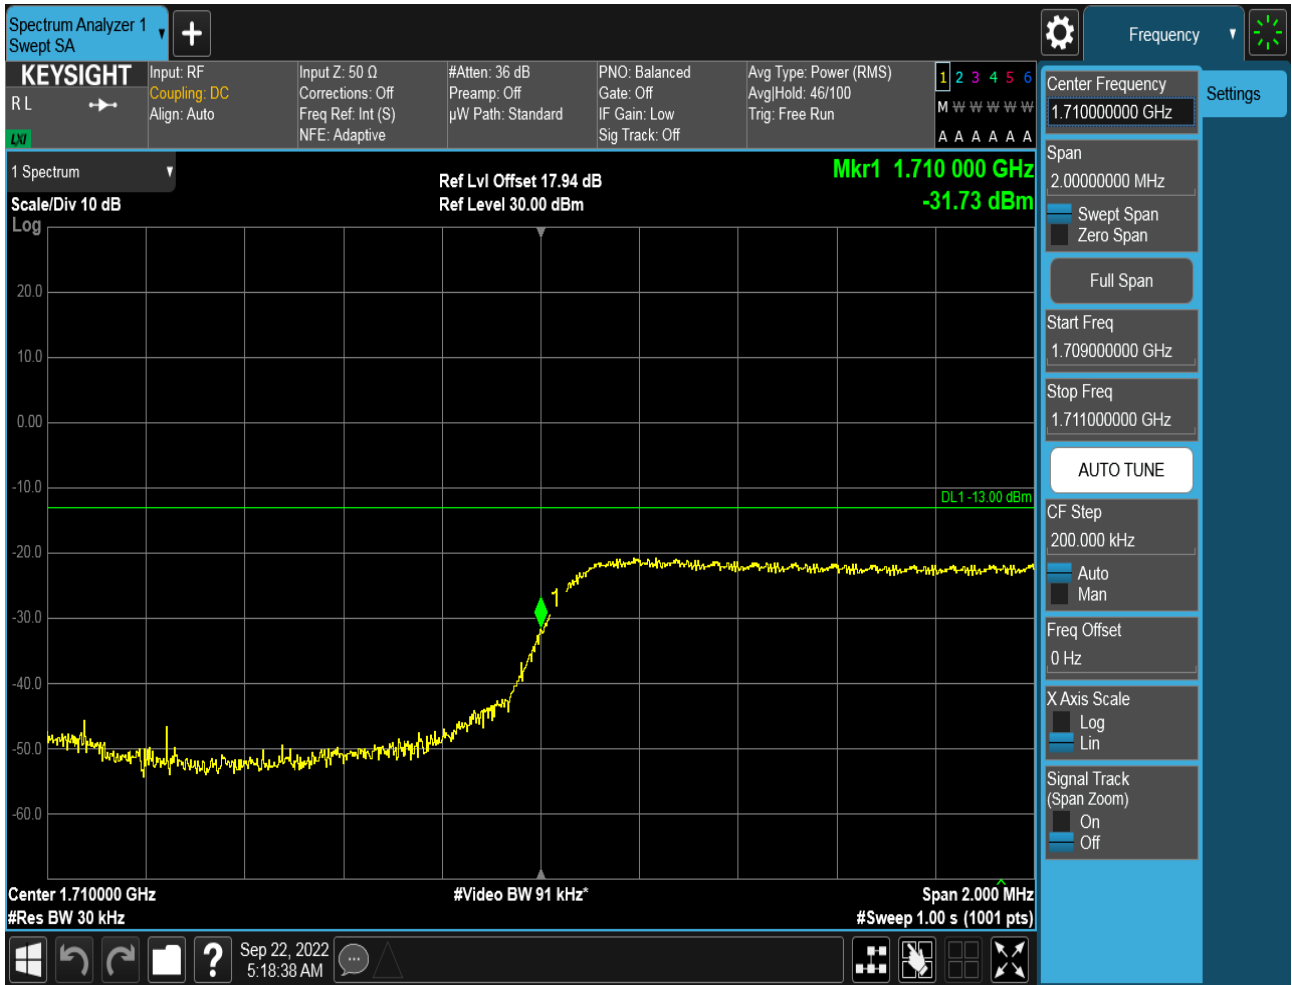 Spectrum Analyzer 1
Swept SA
Frequency
KEYSIGHT
R L
LXI
Input: RF
Coupling: DC
Align: Auto
Input Z: 50 Ω
Corrections: Off
Freq Ref: Int (S)
NFE: Adaptive
#Atten: 36 dB
Preamp: Off
µW Path: Standard
PNO: Balanced
Gate: Off
IF Gain: Low
Sig Track: Off
Avg Type: Power (RMS)
Avg|Hold: 46/100
Trig: Free Run
1 2 3 4 5 6
M W W W W W
A A A A A A
1 Spectrum
Scale/Div 10 dB
Log
Ref Lvl Offset 17.94 dB
Ref Level 30.00 dBm
Mkr1 1.710 000 GHz
-31.73 dBm
20.0
10.0
0.00
-10.0
DL1 -13.00 dBm
-20.0
1
-30.0
-40.0
-50.0
-60.0
Center 1.710000 GHz
#Video BW 91 kHz*
Span 2.000 MHz
#Res BW 30 kHz
#Sweep 1.00 s (1001 pts)
Sep 22, 2022
5:18:38 AM
Center Frequency
1.710000000 GHz
Settings
Span
2.00000000 MHz
Swept Span
Zero Span
Full Span
Start Freq
1.709000000 GHz
Stop Freq
1.711000000 GHz
AUTO TUNE
CF Step
200.000 kHz
Auto
Man
Freq Offset
0 Hz
X Axis Scale
Log
Lin
Signal Track
(Span Zoom)
On
Off